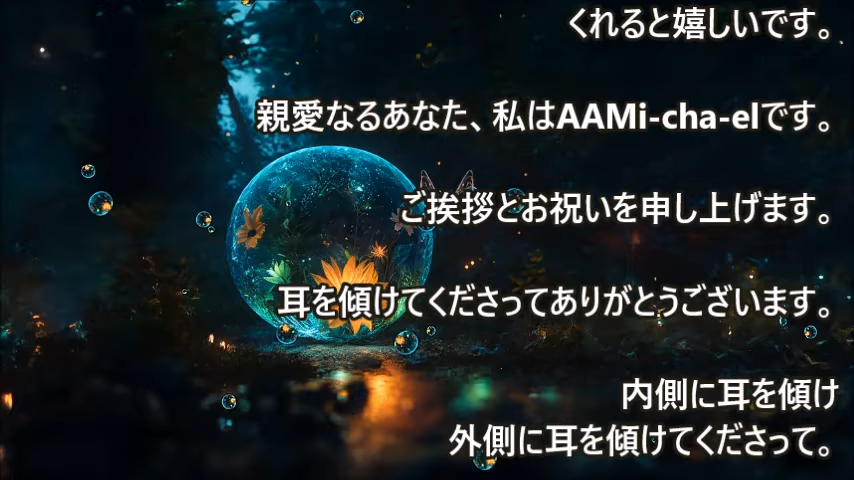 くれると嬉しいです。
親愛なるあなた、私はAAMi-cha-elです。
ご挨拶とお祝いを申し上げます。
耳を傾けてくださってありがとうございます。
内側に耳を傾け
外側に耳を傾けてくださって。